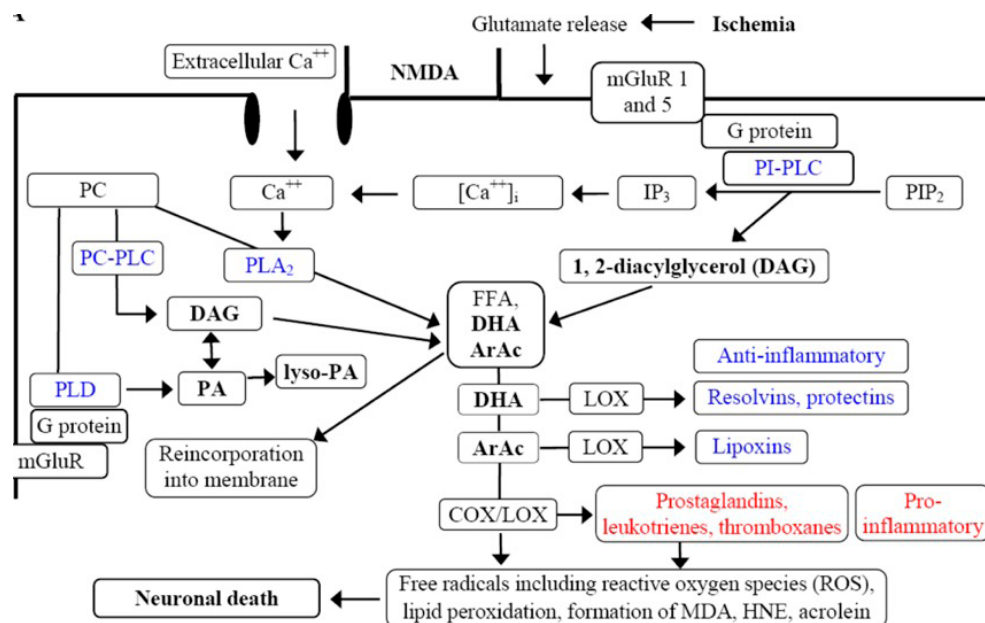 Glutamate release
Ischemia
Extracellular Ca++
NMDA
mGluR 1
and 5
G protein
PI-PLC
PC
Ca++
[Ca++]i
IP3
PIP2
PC-PLC
PLA2
1, 2-diacylglycerol (DAG)
FFA,
DHA
ArAc
DAG
lyso-PA
Anti-inflammatory
PLD
PA
DHA
LOX
Resolvins, protectins
G protein
mGluR
Reincorporation
into membrane
ArAc
LOX
Lipoxins
COX/LOX
Prostaglandins,
leukotrienes, thromboxanes
Pro-
inflammatory
Neuronal death
Free radicals including reactive oxygen species (ROS),
lipid peroxidation, formation of MDA, HNE, acrolein